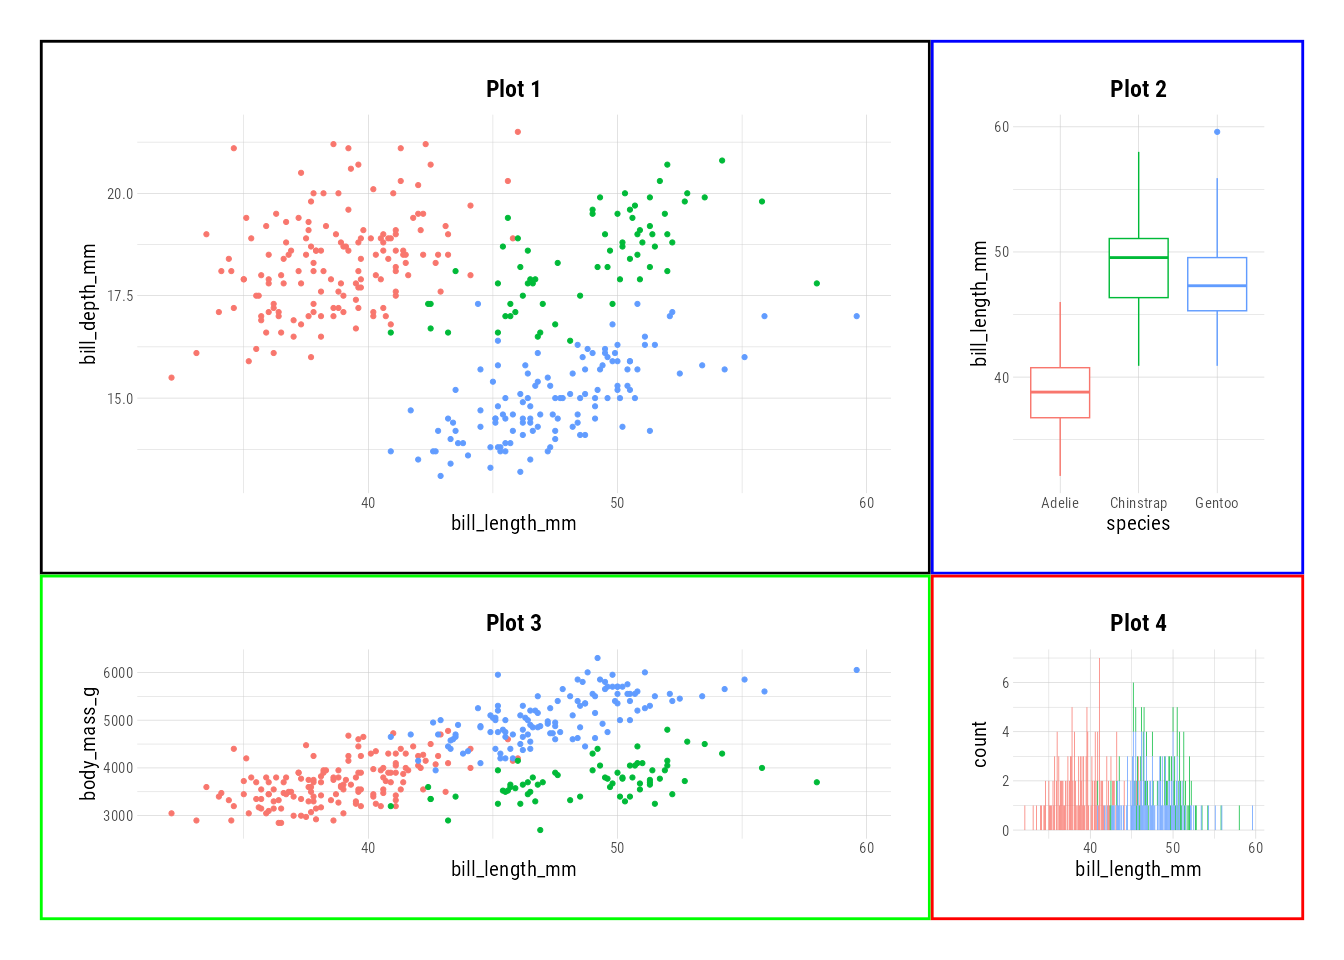 Plot 1
20.0
17.5
15.0
bill_depth_mm
40 50 60
bill_length_mm
Plot 2
60
50
40
bill_length_mm
Adelie Chinstrap Gentoo
species
Plot 3
6000
5000
4000
3000
body_mass_g
40 50 60
bill_length_mm
Plot 4
6
4
2
0
count
40 50 60
bill_length_mm